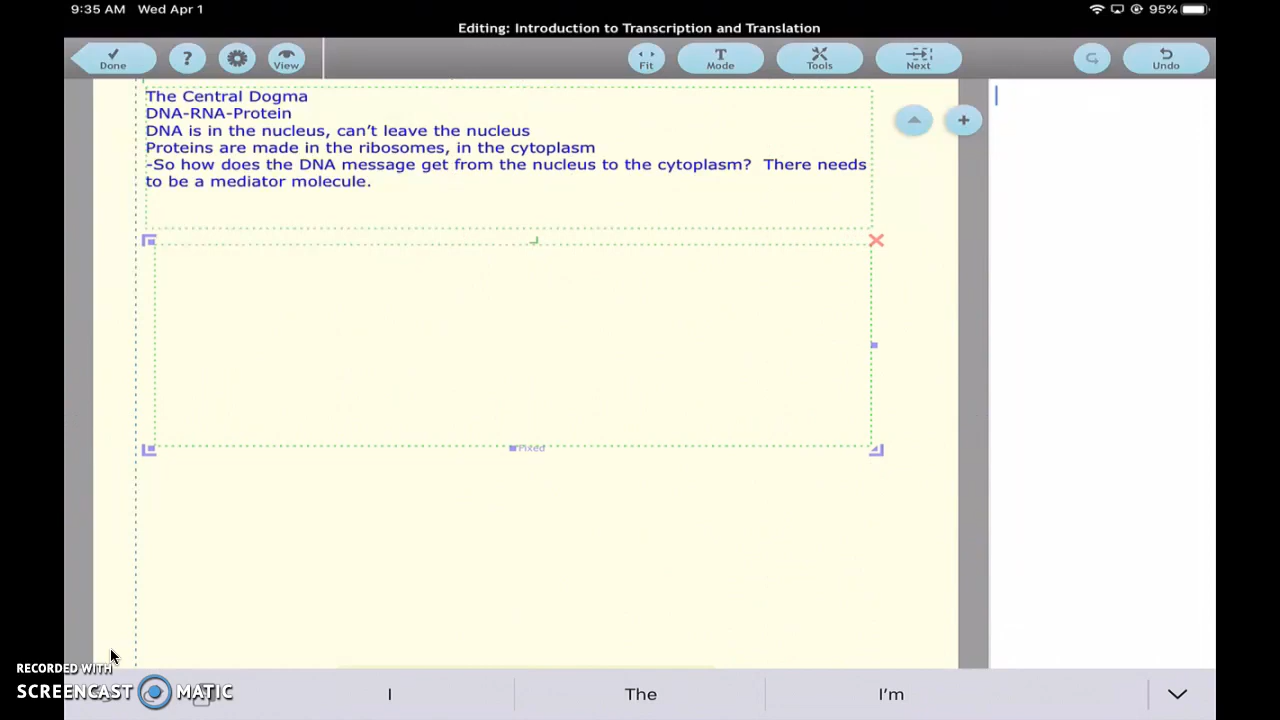 9:35 AM Wed Apr 1
95%
Editing: Introduction to Transcription and Translation
Done
?
View
Fit
T
Mode
Tools
Next
Undo
The Central Dogma
DNA-RNA-Protein
DNA is in the nucleus, can't leave the nucleus
Proteins are made in the ribosomes, in the cytoplasm
-So how does the DNA message get from the nucleus to the cytoplasm?  There needs
to be a mediator molecule.
Fixed
RECORDED WITH
SCREENCAST MATIC
I
The
I'm